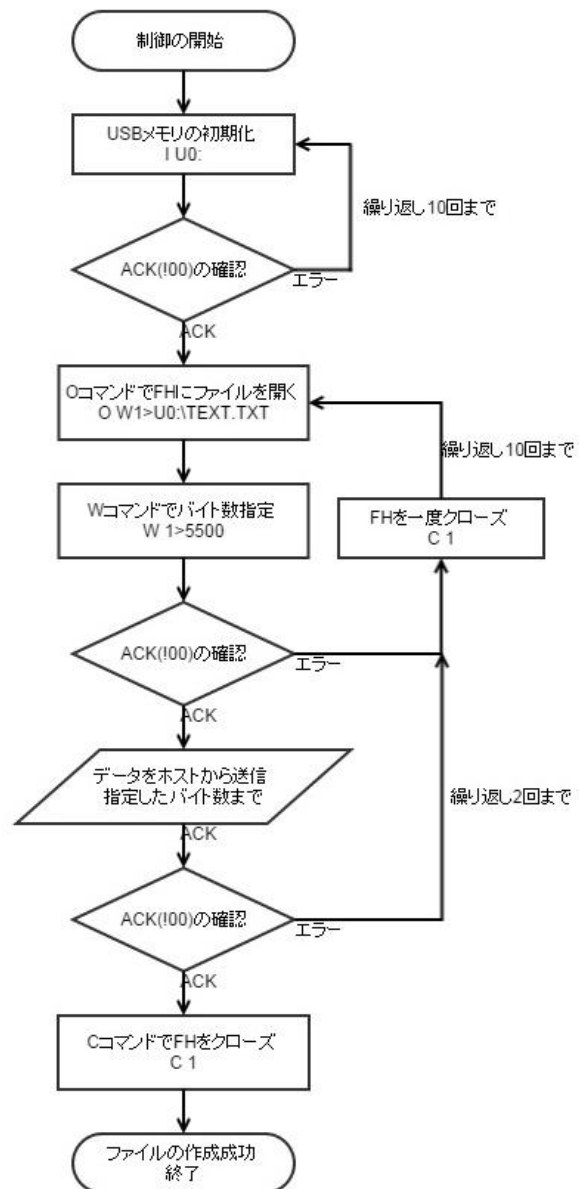 制御の開始
USBメモリの初期化
I U0:
繰り返し10回まで
ACK(!00)の確認
エラー
ACK
OコマンドでFHにファイルを開く
O W1>U0:\TEXT.TXT
繰り返し10回まで
Wコマンドでバイト数指定
W 1>5500
FHを一度クローズ
C 1
ACK(!00)の確認
エラー
ACK
データをホストから送信
指定したバイト数まで
繰り返し2回まで
ACK
ACK(!00)の確認
エラー
ACK
CコマンドでFHをクローズ
C 1
ファイルの作成成功
終了